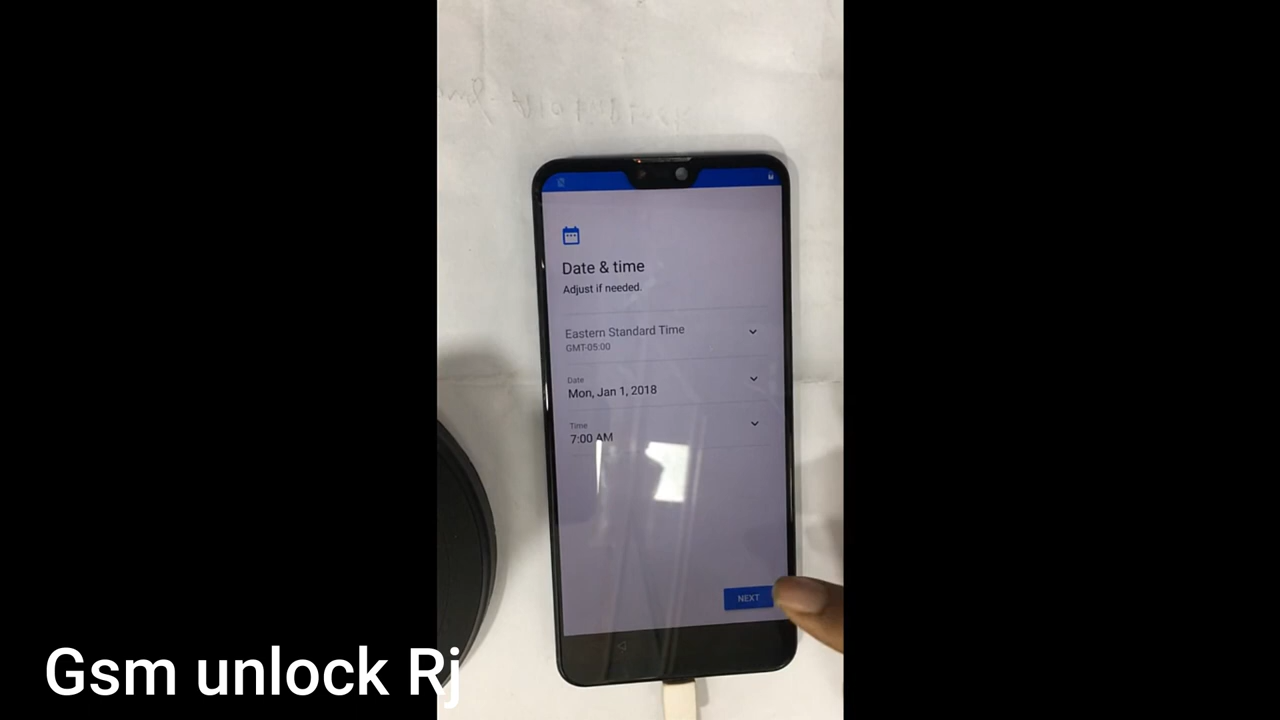 Date & time
Adjust if needed.
Eastern Standard Time
GMT-05:00
Date
Mon, Jan 1, 2018
Time
7:00 AM
NEXT
Gsm unlock Rj